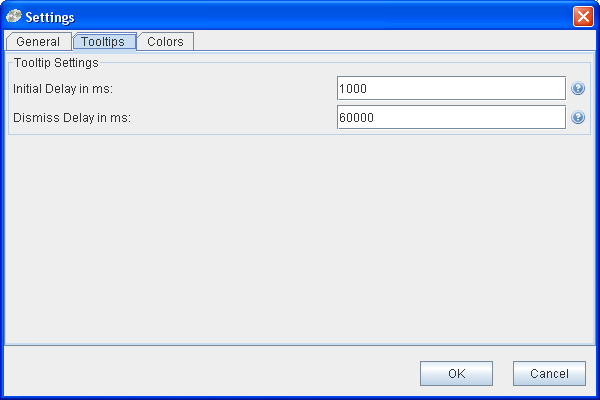 Settings
General Tooltips Colors
Tooltip Settings
Initial Delay in ms: 1000
Dismiss Delay in ms: 60000
OK Cancel